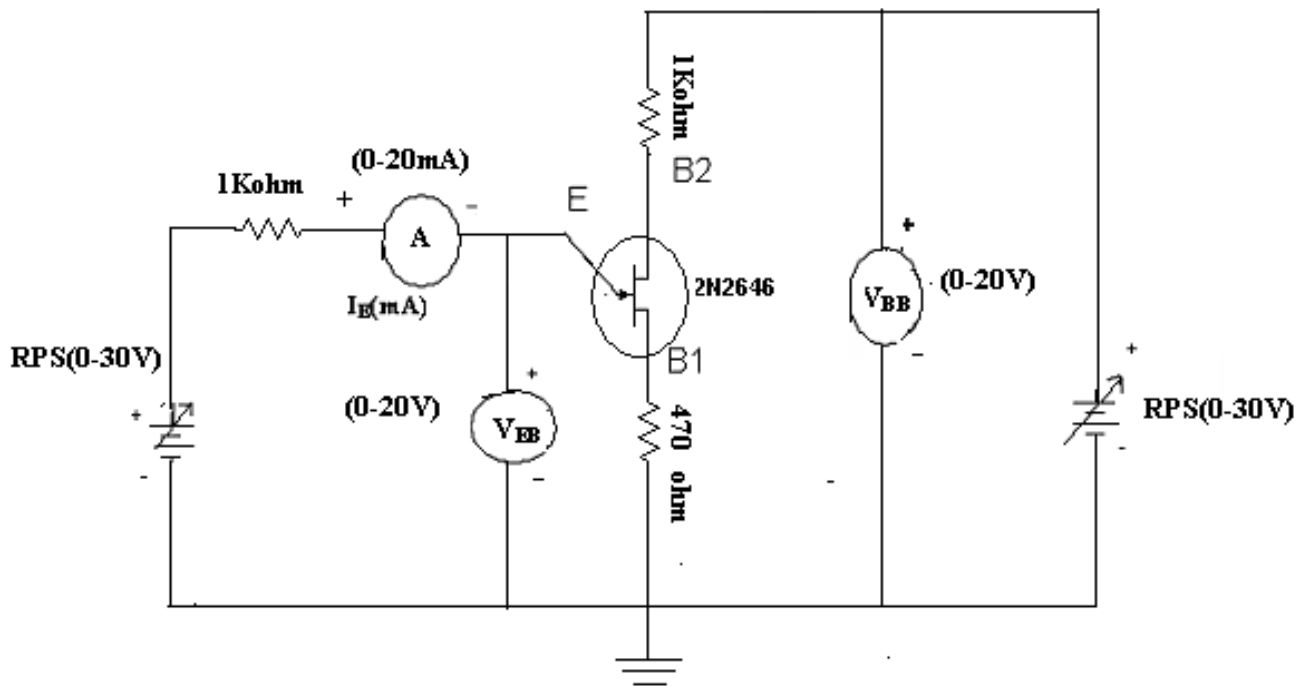 1Kohm
(0-20mA)
1Kohm
B2
+
-
E
A
+
2N2646
VBB
(0-20V)
IE(mA)
-
B1
+
RPS(0-30V)
+
(0-20V)
+
VEB
470 ohm
RPS(0-30V)
-
-
-
-